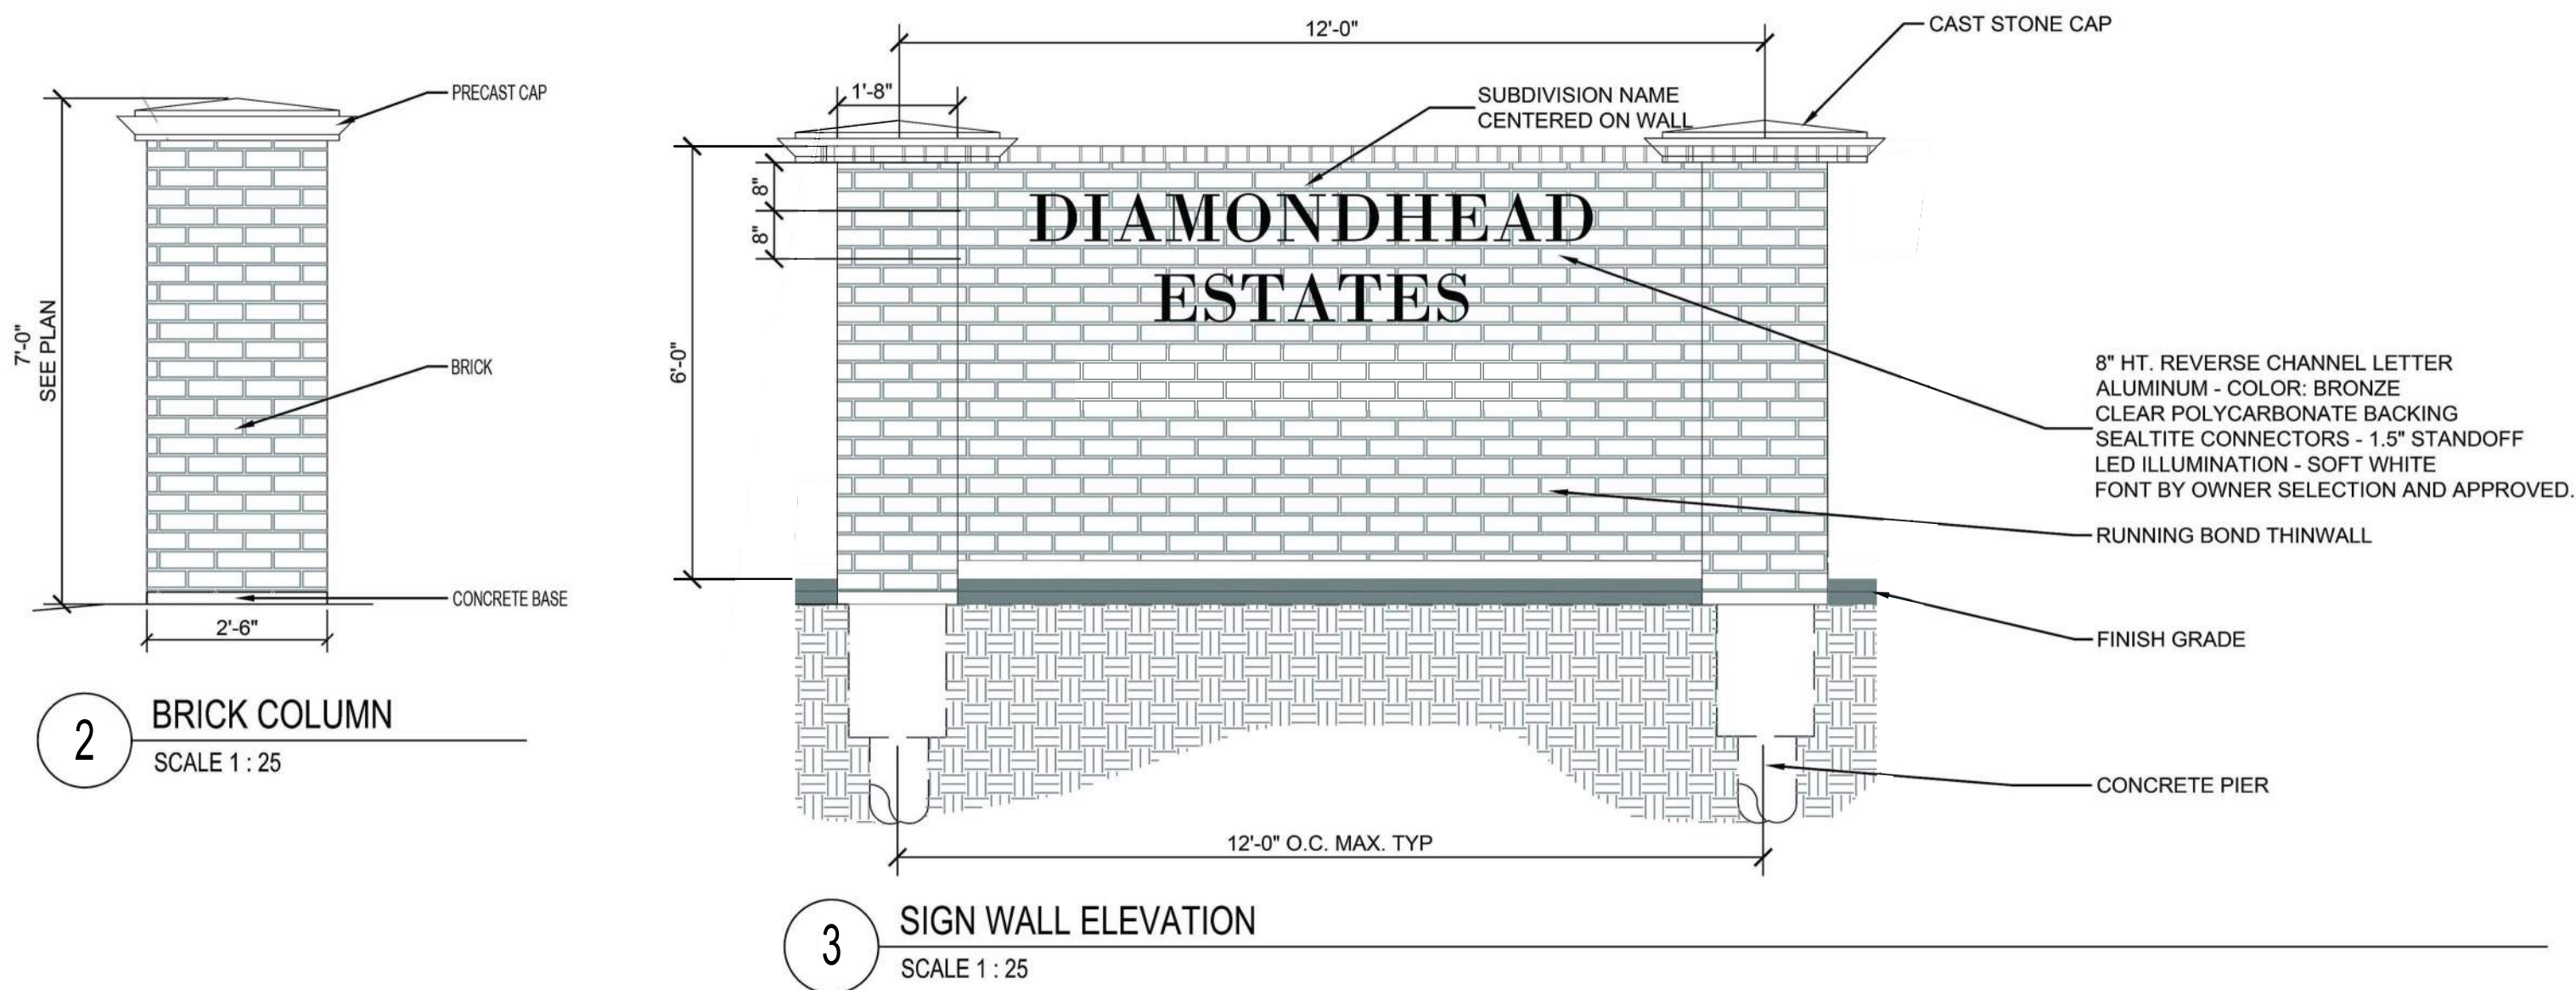 PRECAST CAP
7'-0"
SEE PLAN
BRICK
CONCRETE BASE
2'-6"
2
BRICK COLUMN
SCALE 1 : 25
12'-0"
CAST STONE CAP
1'-8"
SUBDIVISION NAME
CENTERED ON WALL
8"
8"
6'-0"
DIAMONDHEAD
ESTATES
8" HT. REVERSE CHANNEL LETTER
ALUMINUM - COLOR: BRONZE
CLEAR POLYCARBONATE BACKING
SEALTITE CONNECTORS - 1.5" STANDOFF
LED ILLUMINATION - SOFT WHITE
FONT BY OWNER SELECTION AND APPROVED.
RUNNING BOND THINWALL
FINISH GRADE
CONCRETE PIER
12'-0" O.C. MAX. TYP
3
SIGN WALL ELEVATION
SCALE 1 : 25